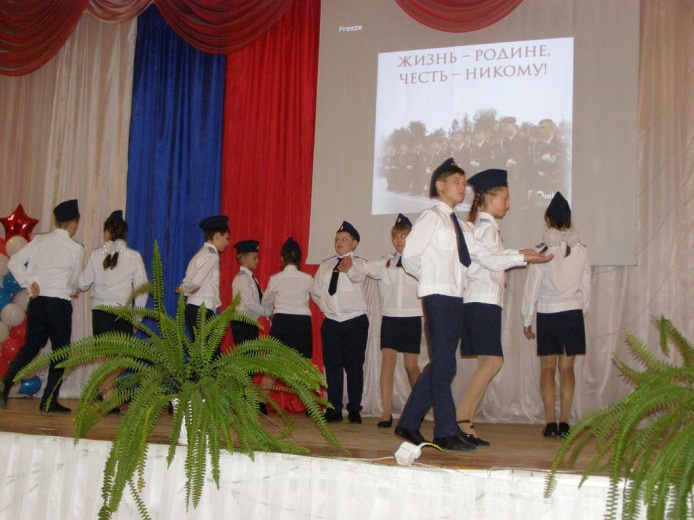 Freeze
ЖИЗНЬ – РОДИНЕ,
ЧЕСТЬ – НИКОМУ!